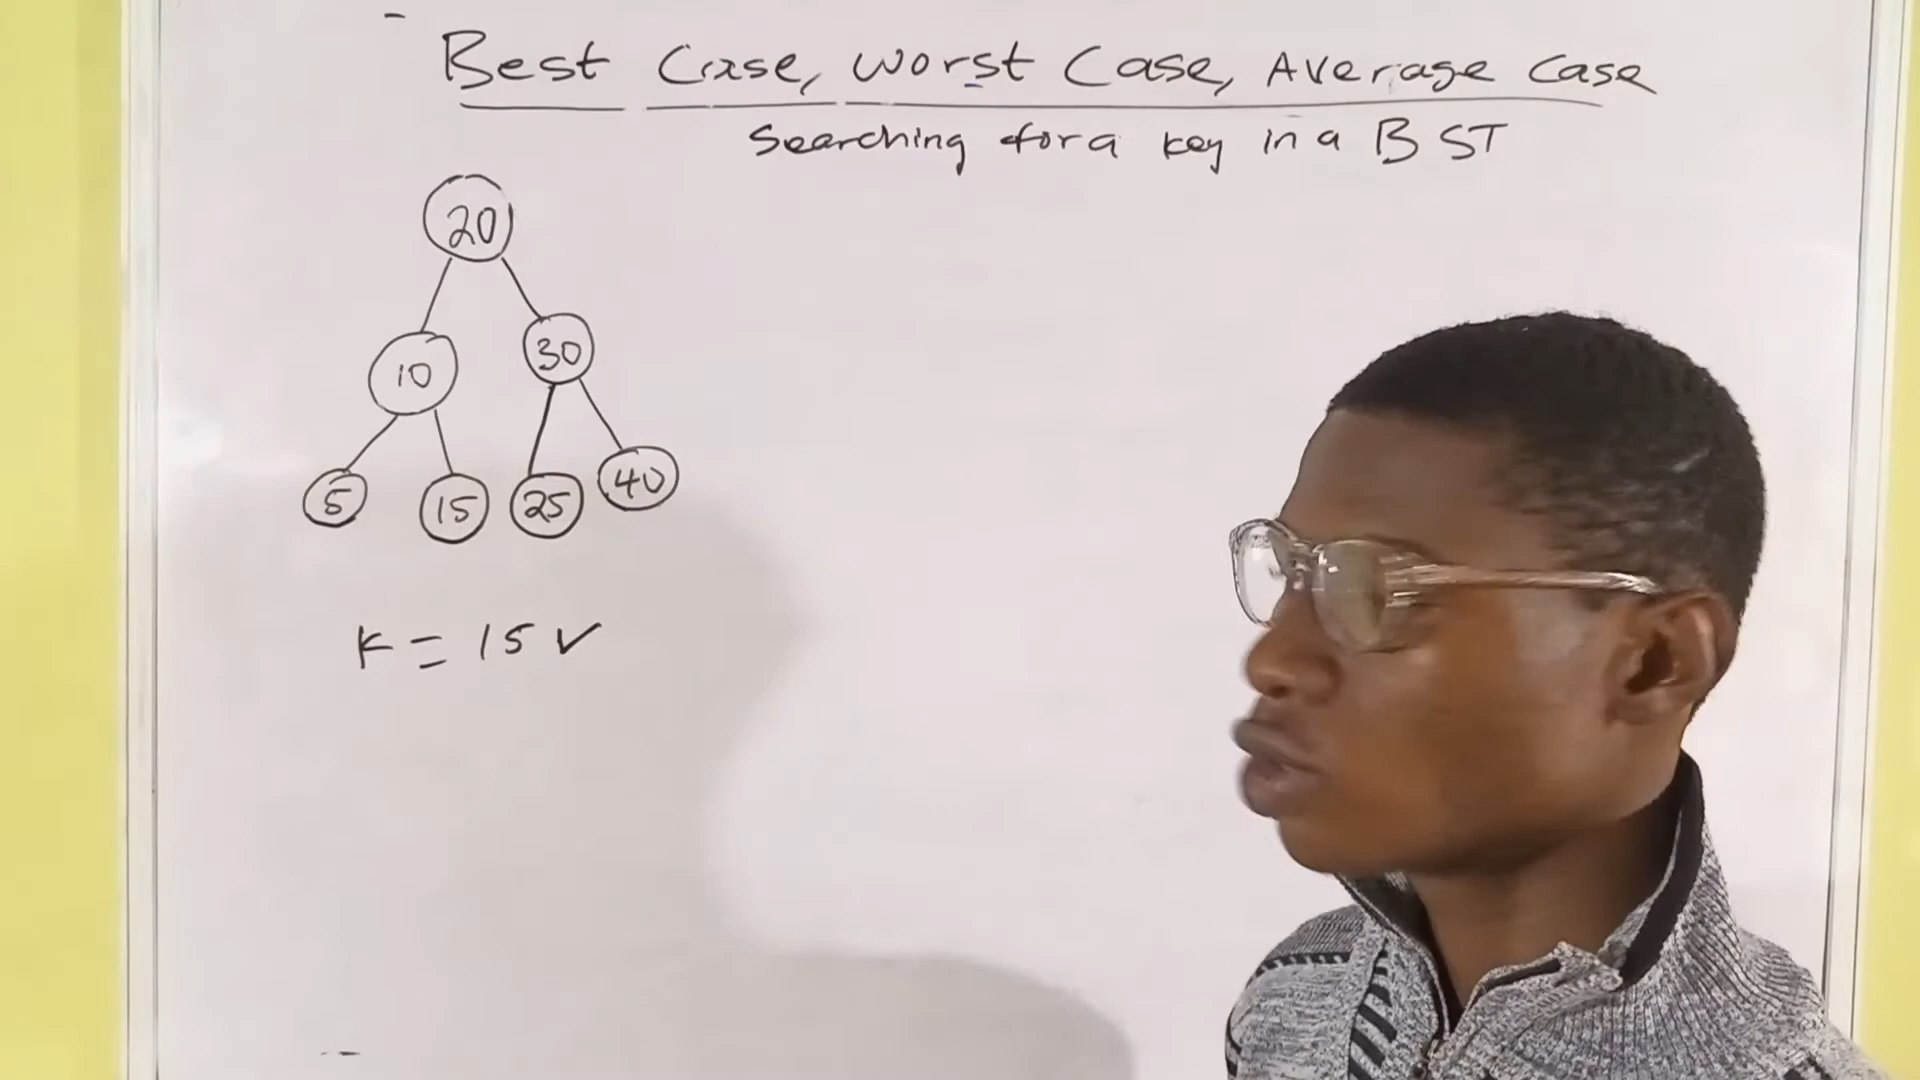 Best Case, Worst Case, Average Case
Searching for a key in a BST
20
10 30
5 15 25 40
K = 15 ✓